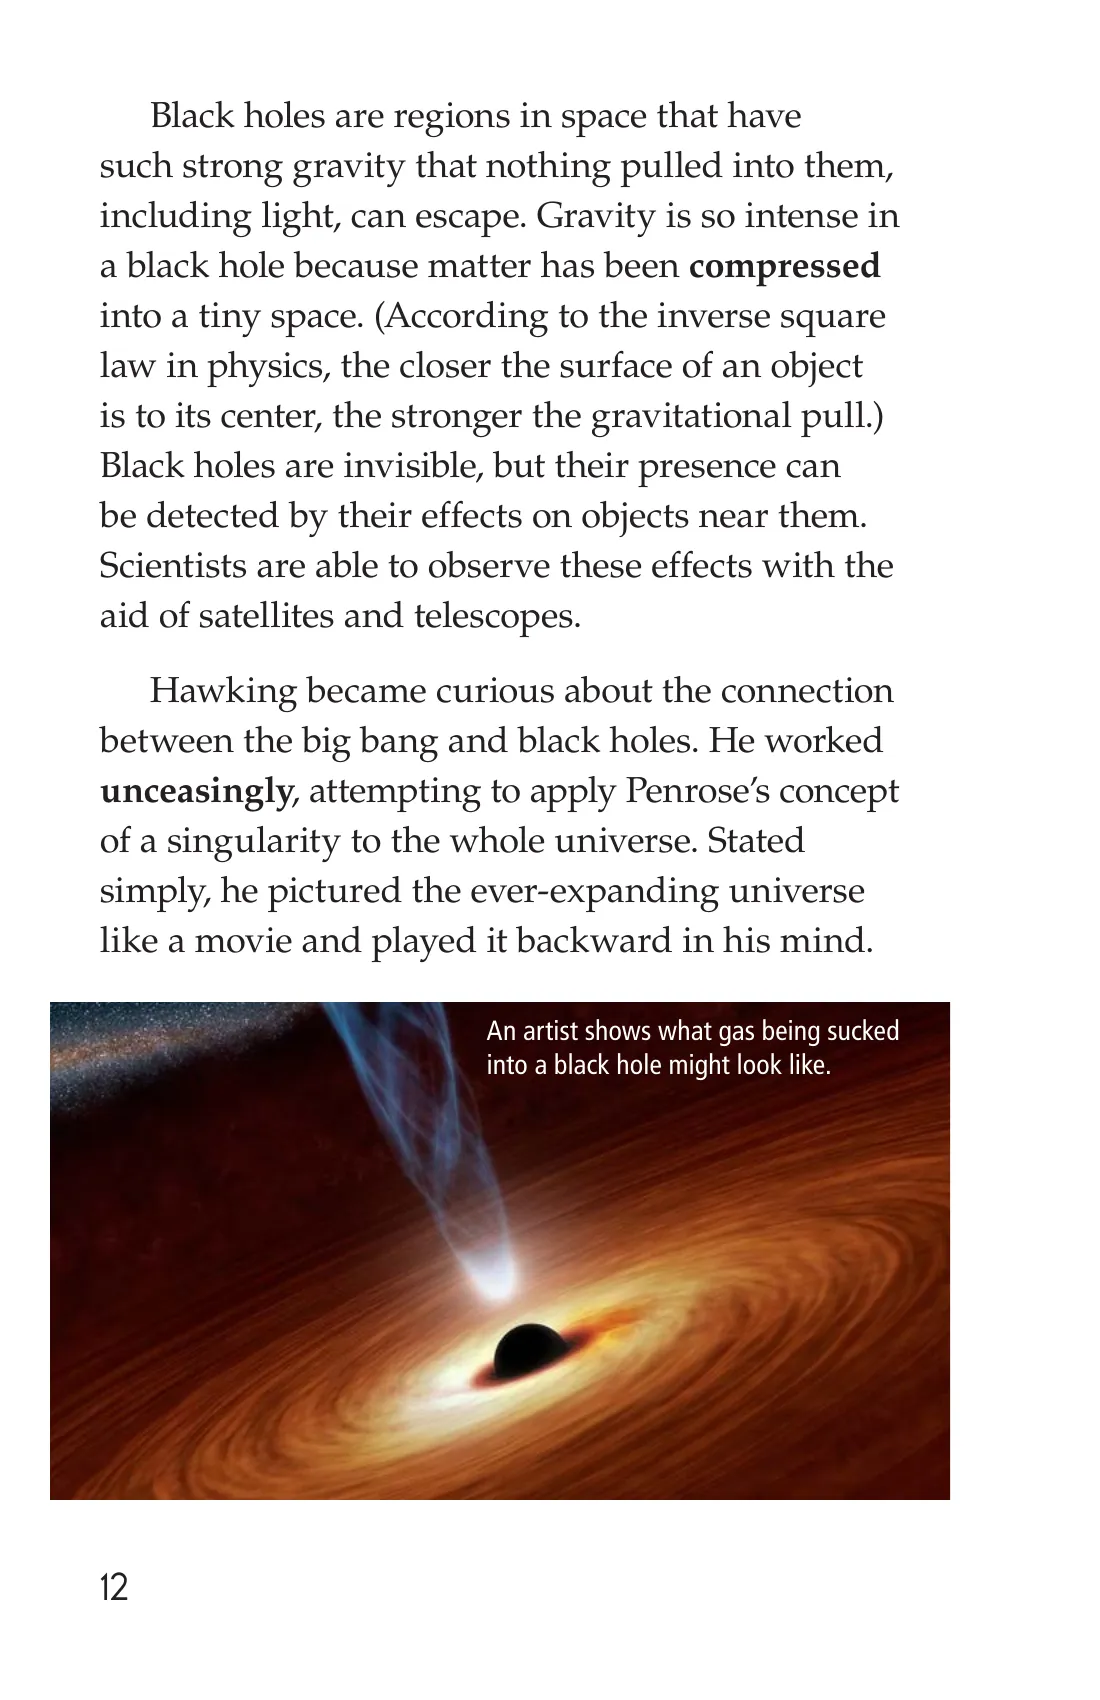 Black holes are regions in space that have
such strong gravity that nothing pulled into them,
including light, can escape. Gravity is so intense in
a black hole because matter has been compressed
into a tiny space. (According to the inverse square
law in physics, the closer the surface of an object
is to its center, the stronger the gravitational pull.)
Black holes are invisible, but their presence can
be detected by their effects on objects near them.
Scientists are able to observe these effects with the
aid of satellites and telescopes.
Hawking became curious about the connection
between the big bang and black holes. He worked
unceasingly, attempting to apply Penrose’s concept
of a singularity to the whole universe. Stated
simply, he pictured the ever-expanding universe
like a movie and played it backward in his mind.
An artist shows what gas being sucked
into a black hole might look like.
12